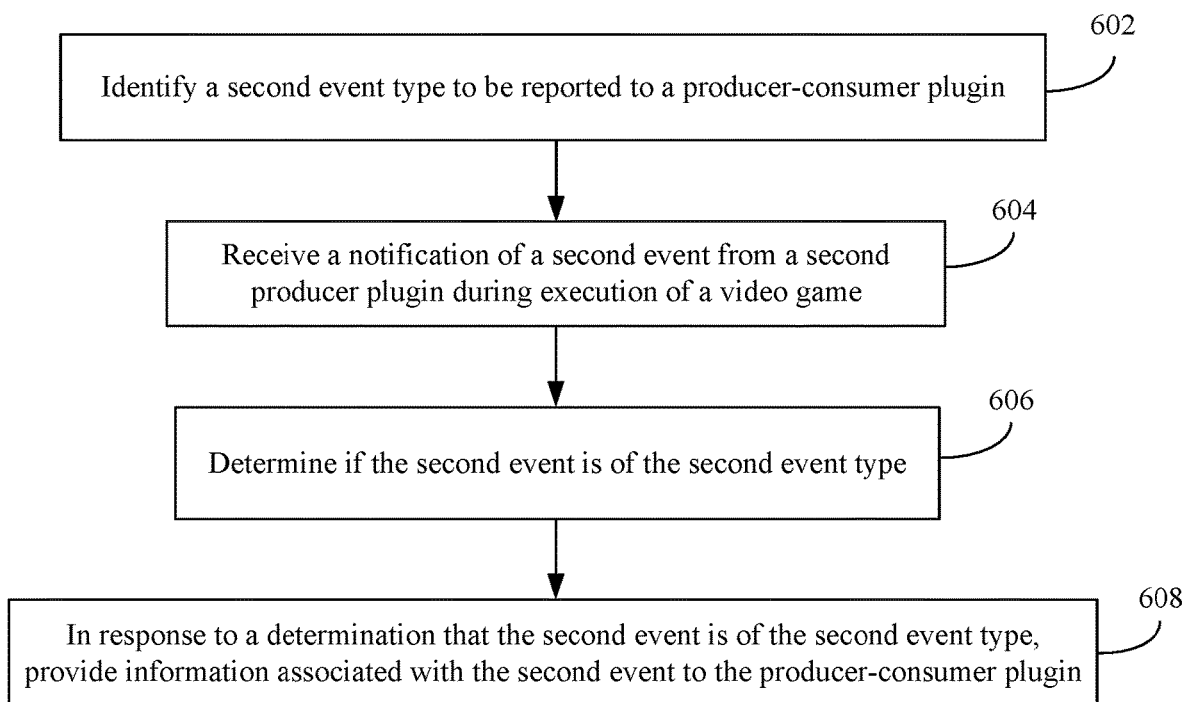 602
Identify a second event type to be reported to a producer-consumer plugin
604
Receive a notification of a second event from a second
producer plugin during execution of a video game
606
Determine if the second event is of the second event type
608
In response to a determination that the second event is of the second event type,
provide information associated with the second event to the producer-consumer plugin